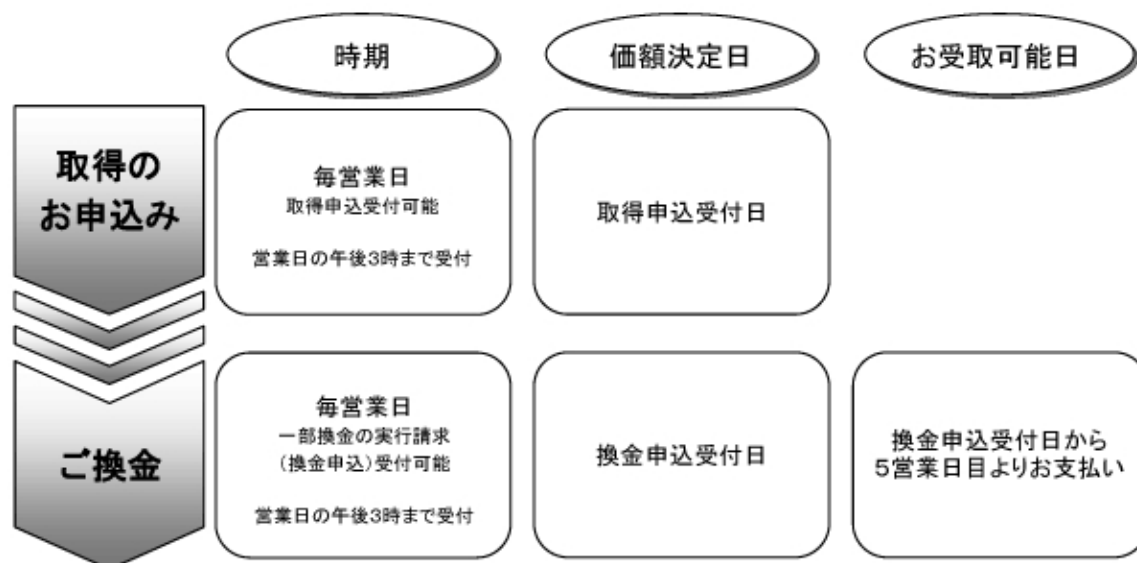 時期
価額決定日
お受取可能日
取得の
お申込み
毎営業日
取得申込受付可能
営業日の午後3時まで受付
取得申込受付日
ご換金
毎営業日
一部換金の実行請求
(換金申込)受付可能
営業日の午後3時まで受付
換金申込受付日
換金申込受付日から
5営業日目よりお支払い